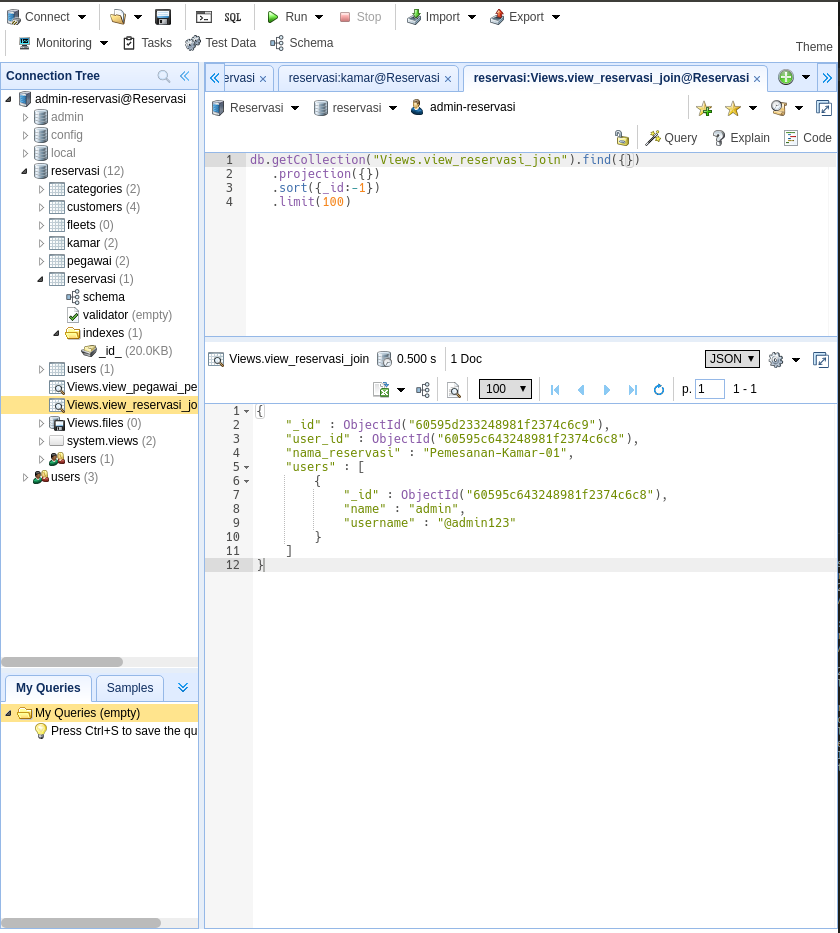 Connect SQL Run Stop Import Export
Monitoring Tasks Test Data Schema
Theme
Connection Tree
admin-reservasi@Reservasi
admin
config
local
reservasi (12)
categories (2)
customers (4)
fleets (0)
kamar (2)
pegawai (2)
reservasi (1)
schema
validator (empty)
indexes (1)
_id_ (20.0KB)
users (1)
Views.view_pegawai_pe
Views.view_reservasi_jo
Views.files (0)
system.views (2)
users (1)
users (3)
My Queries Samples
My Queries (empty)
Press Ctrl+S to save the qu
ervasi × reservasi:kamar@Reservasi × reservasi:Views.view_reservasi_join@Reservasi ×
Reservasi reservasi admin-reservasi
Query Explain Code
1 db.getCollection("Views.view_reservasi_join").find({})
2 .projection({})
3 .sort({_id:-1})
4 .limit(100)
Views.view_reservasi_join 0.500 s 1 Doc JSON
100 p. 1 1 - 1
1 {
2 "_id" : ObjectId("60595d233248981f2374c6c9"),
3 "user_id" : ObjectId("60595c643248981f2374c6c8"),
4 "nama_reservasi" : "Pemesanan-Kamar-01",
5 "users" : [
6 {
7 "_id" : ObjectId("60595c643248981f2374c6c8"),
8 "name" : "admin",
9 "username" : "@admin123"
10 }
11 ]
12 }